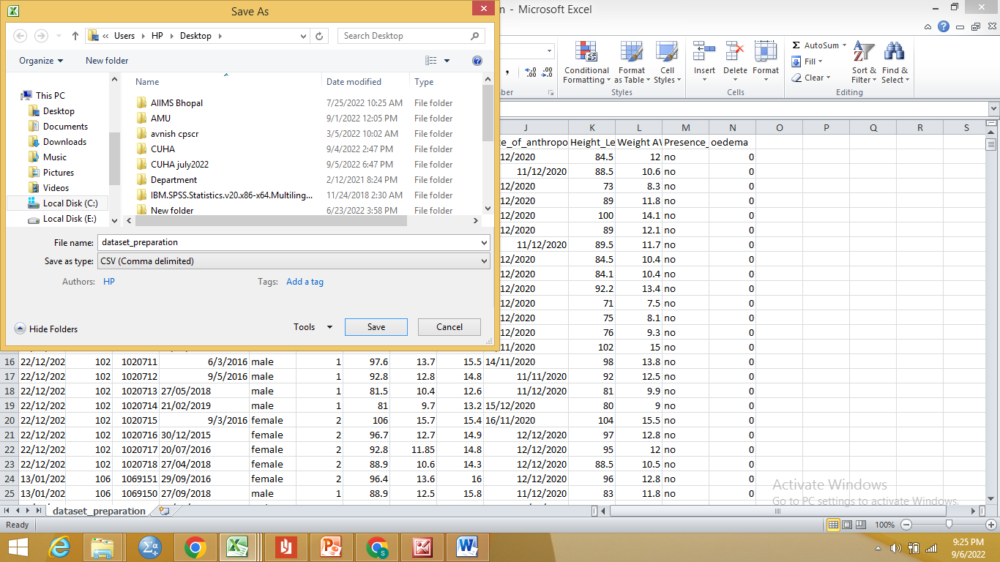 Save As
n - Microsoft Excel
Users HP Desktop
Search Desktop
Organize
New folder
Name Date modified Type
This PC
Desktop
Documents
Downloads
Music
Pictures
Videos
Local Disk (C:)
Local Disk (E:)
AIIMS Bhopal 7/25/2022 10:25 AM File folder
AMU 9/1/2022 12:05 PM File folder
avnish cpscr 3/5/2022 10:02 AM File folder
CUHA 9/4/2022 2:47 PM File folder
CUHA july2022 9/5/2022 6:47 PM File folder
Department 2/12/2021 8:24 PM File folder
IBM.SPSS.Statistics.v20.x86-x64.Multiling... 11/24/2018 2:30 AM File folder
New folder 6/23/2022 3:58 PM File folder
File name: dataset_preparation
Save as type: CSV (Comma delimited)
Authors: HP
Tags: Add a tag
Hide Folders
Tools
Save
Cancel
Conditional Formatting
Format as Table
Cell Styles
Insert
Delete
Format
Σ AutoSum
Fill
Clear
Sort & Filter
Find & Select
ber
Styles
Cells
Editing
J K L M N O P Q R S
e_of_anthropo Height_Le Weight AW Presence_ oedema
12/2020 84.5 12 no 0
11/12/2020 88.5 10.6 no 0
12/2020 73 8.3 no 0
12/2020 89 11.8 no 0
12/2020 100 14.1 no 0
12/2020 89 12.1 no 0
11/12/2020 89.5 11.7 no 0
12/2020 84.5 10.4 no 0
12/2020 84.1 10.4 no 0
12/2020 92.2 13.4 no 0
12/2020 71 7.5 no 0
12/2020 75 8.1 no 0
12/2020 76 9.3 no 0
11/2020 102 15 no 0
16 22/12/202 102 1020711 6/3/2016 male 1 97.6 13.7 15.5 14/11/2020 98 13.8 no 0
17 22/12/202 102 1020712 9/5/2016 male 1 92.8 12.8 14.8 11/11/2020 92 12.5 no 0
18 22/12/202 102 1020713 27/05/2018 male 1 81.5 10.4 12.6 11/12/2020 81 9.9 no 0
19 22/12/202 102 1020714 21/02/2019 male 1 81 9.7 13.2 15/12/2020 80 9 no 0
20 22/12/202 102 1020715 9/3/2016 female 2 106 15.7 15.4 16/11/2020 104 15.5 no 0
21 22/12/202 102 1020716 30/12/2015 female 2 96.7 12.7 14.9 12/12/2020 97 12.8 no 0
22 22/12/202 102 1020717 20/07/2016 female 2 92.8 11.85 14.8 12/12/2020 95 12 no 0
23 22/12/202 102 1020718 27/04/2018 female 2 88.9 10.6 14.3 12/12/2020 88.5 10.5 no 0
24 13/01/202 106 1069151 29/09/2016 female 2 96.4 13.6 16 12/12/2020 96 12.8 no 0
25 13/01/202 106 1069150 27/09/2018 male 1 88.9 12.5 15.8 11/12/2020 83 11.8 no 0
Activate Windows
Go to PC settings to activate Windows.
dataset_preparation
Ready
100%
9:25 PM
9/6/2022